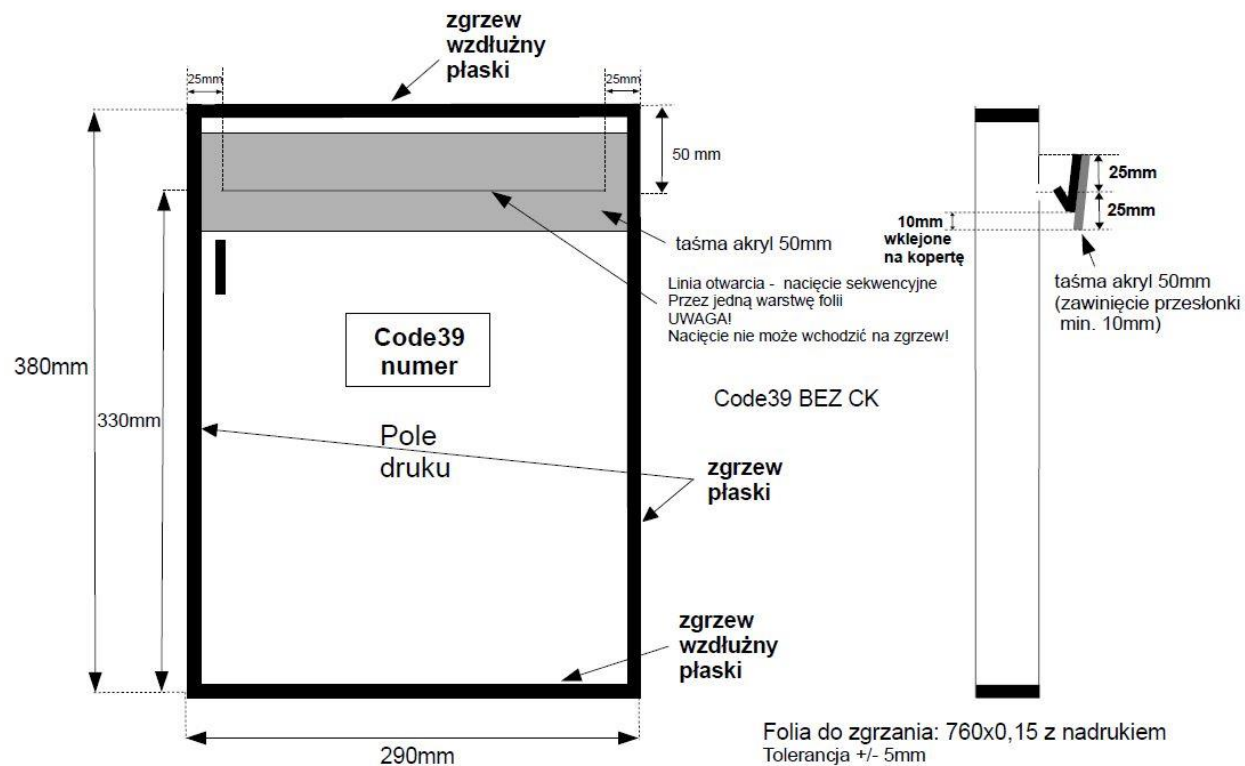 zgrzew
wzdłużny
płaski
25mm
25mm
50 mm
25mm
25mm
10mm
wklejone
na kopertę
taśma akryl 50mm
taśma akryl 50mm
(zawinięcie przesłonki
min. 10mm)
Linia otwarcia - nacięcie sekwencyjne
Przez jedną warstwę folii
UWAGA!
Nacięcie nie może wchodzić na zgrzew!
Code39
numer
380mm
330mm
Code39 BEZ CK
Pole
druku
zgrzew
płaski
zgrzew
wzdłużny
płaski
290mm
Folia do zgrzania: 760x0,15 z nadrukiem
Tolerancja +/- 5mm